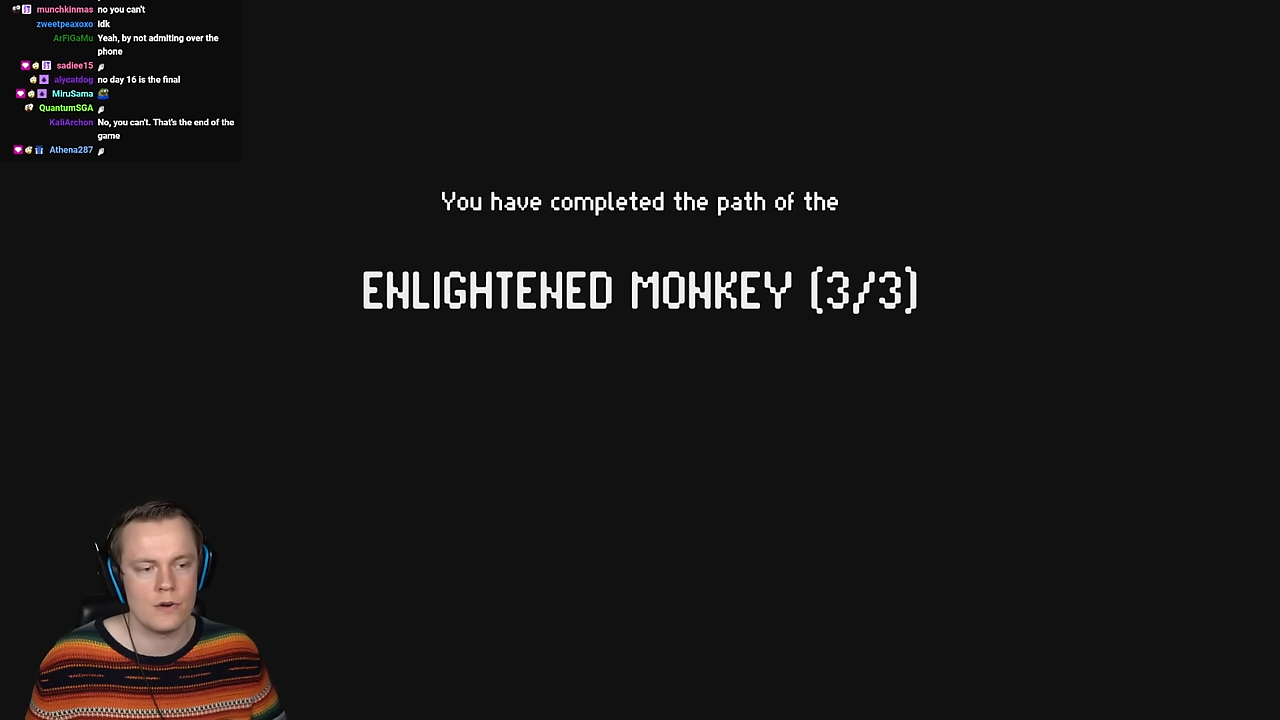 munchkinmas no you can't
zweetpeaxoxo idk
ArFiGaMu Yeah, by not admiting over the
phone
sadiee15
alycatdog no day 16 is the final
MiruSama
QuantumSGA
KaliArchon No, you can't. That's the end of the
game
Athena287
You have completed the path of the
ENLIGHTENED MONKEY (3/3)